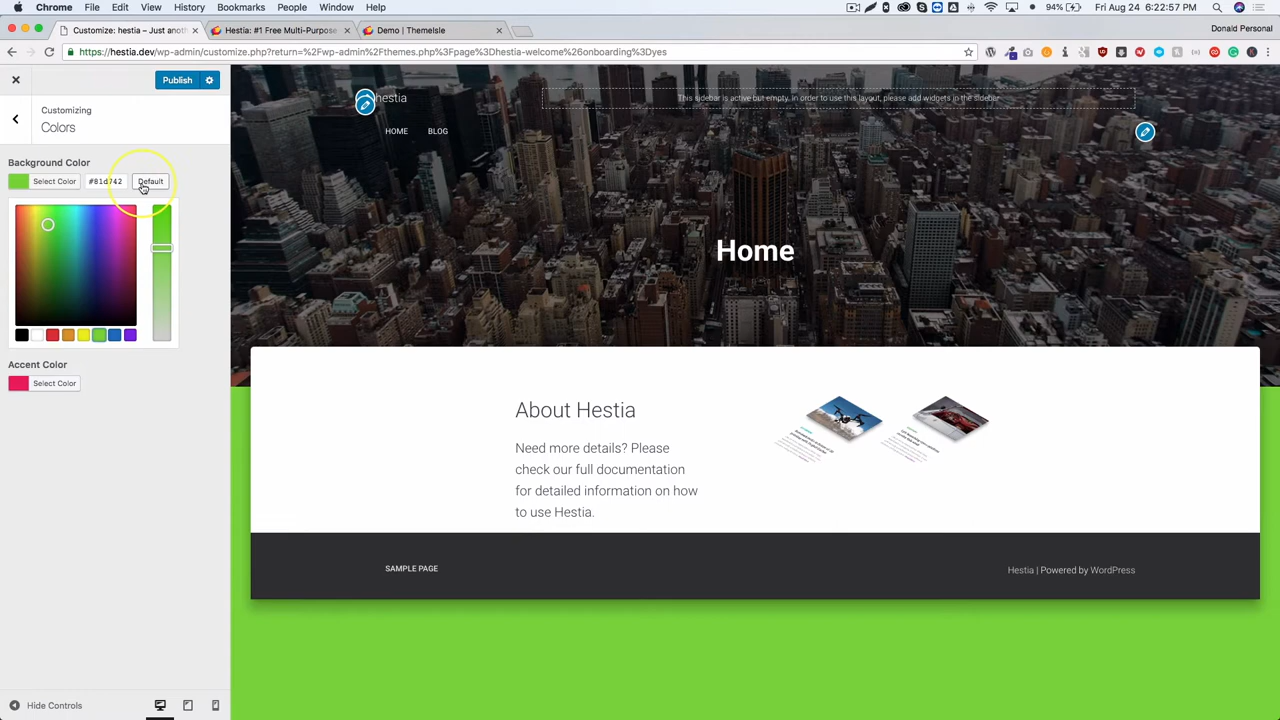 Chrome File Edit View History Bookmarks People Window Help
94% Fri Aug 24 6:22:57 PM
Customize: hestia – Just anoth
Hestia: #1 Free Multi-Purpose
Demo | ThemeIsle
Donald Personal
https://hestia.dev/wp-admin/customize.php?return=%2Fwp-admin%2Fthemes.php%3Fpage%3Dhestia-welcome%26onboarding%3Dyes
Publish
Customizing
Colors
Background Color
Select Color #81d742 Default
Accent Color
Select Color
Hide Controls
hestia
This sidebar is active but empty. In order to use this layout, please add widgets in the sidebar
HOME BLOG
Home
About Hestia
Need more details? Please
check our full documentation
for detailed information on how
to use Hestia.
SAMPLE PAGE
Hestia | Powered by WordPress